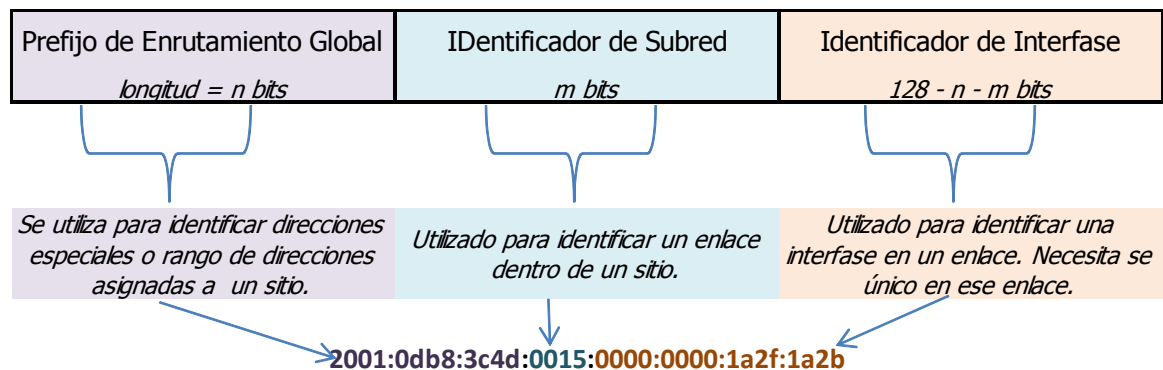 Prefijo de Enrutamiento Global
longitud = n bits
IDentificador de Subred
m bits
Identificador de Interfase
128 - n - m bits
Se utiliza para identificar direcciones
especiales o rango de direcciones
asignadas a un sitio.
Utilizado para identificar un enlace
dentro de un sitio.
Utilizado para identificar una
interfase en un enlace. Necesita se
único en ese enlace.
2001:0db8:3c4d:0015:0000:0000:1a2f:1a2b